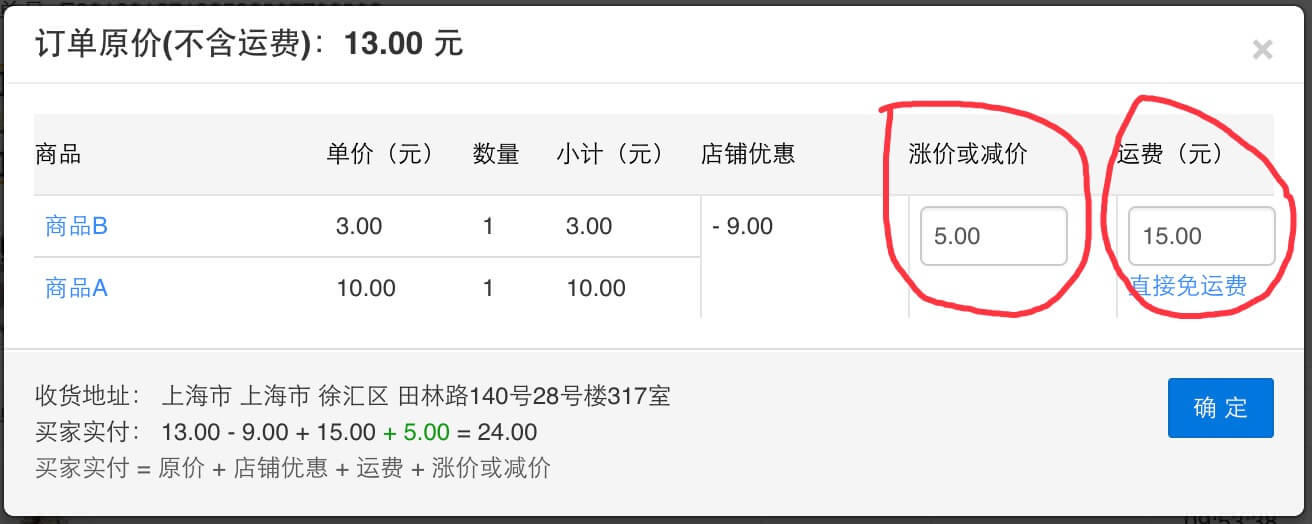 订单原价(不含运费)： 13.00 元
×
商品 单价（元） 数量 小计（元） 店铺优惠 涨价或减价 运费（元）
商品B 3.00 1 3.00 - 9.00 5.00 15.00
商品A 10.00 1 10.00 直接免运费
收货地址： 上海市 上海市 徐汇区 田林路140号28号楼317室
确 定
买家实付： 13.00 - 9.00 + 15.00 + 5.00 = 24.00
买家实付 = 原价 + 店铺优惠 + 运费 + 涨价或减价